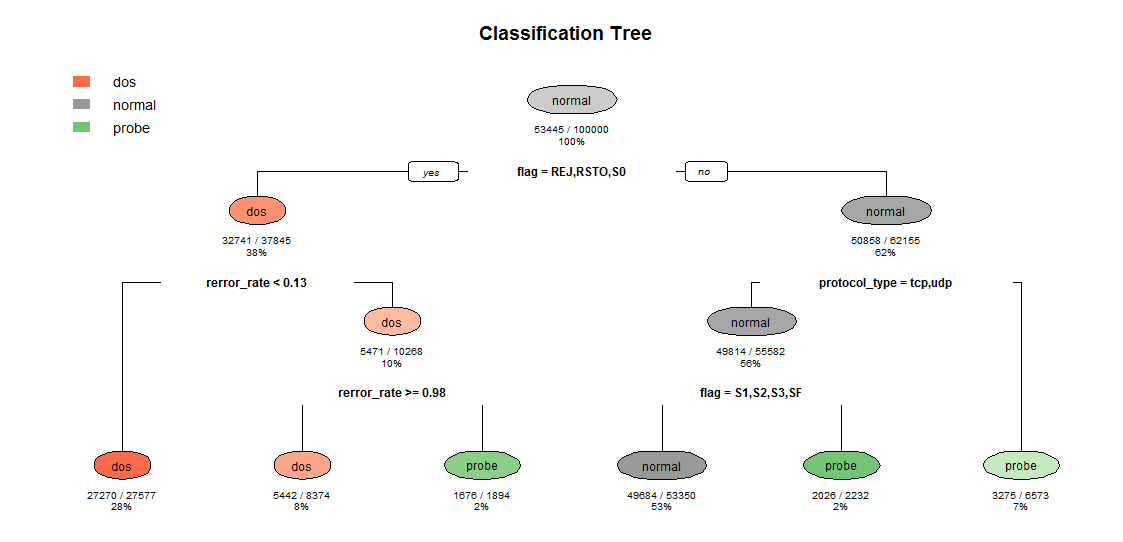 Classification Tree
dos
normal
probe
normal
53445 / 100000
100%
yes
flag = REJ,RSTO,S0
no
dos
32741 / 37845
38%
normal
50858 / 62155
62%
rerror_rate < 0.13
protocol_type = tcp,udp
dos
5471 / 10268
10%
normal
49814 / 55582
56%
rerror_rate >= 0.98
flag = S1,S2,S3,SF
dos
27270 / 27577
28%
dos
5442 / 8374
8%
probe
1676 / 1894
2%
normal
49684 / 53350
53%
probe
2026 / 2232
2%
probe
3275 / 6573
7%